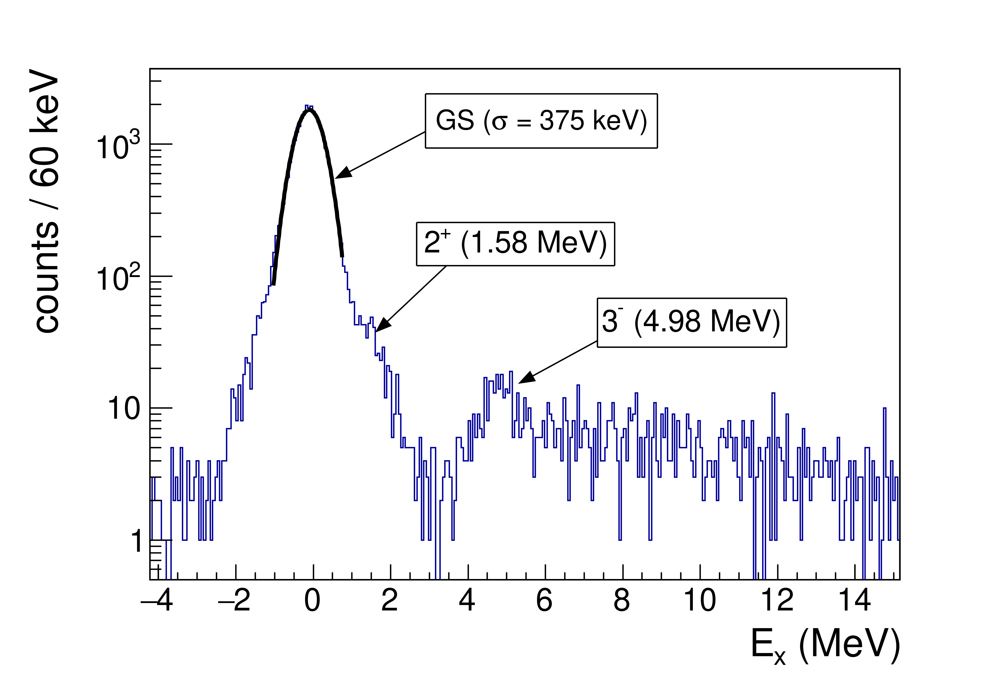 counts / 60 keV
10³
10²
10
1
GS (σ = 375 keV)
2⁺ (1.58 MeV)
3⁻ (4.98 MeV)
−4 −2 0 2 4 6 8 10 12 14
Eₓ (MeV)